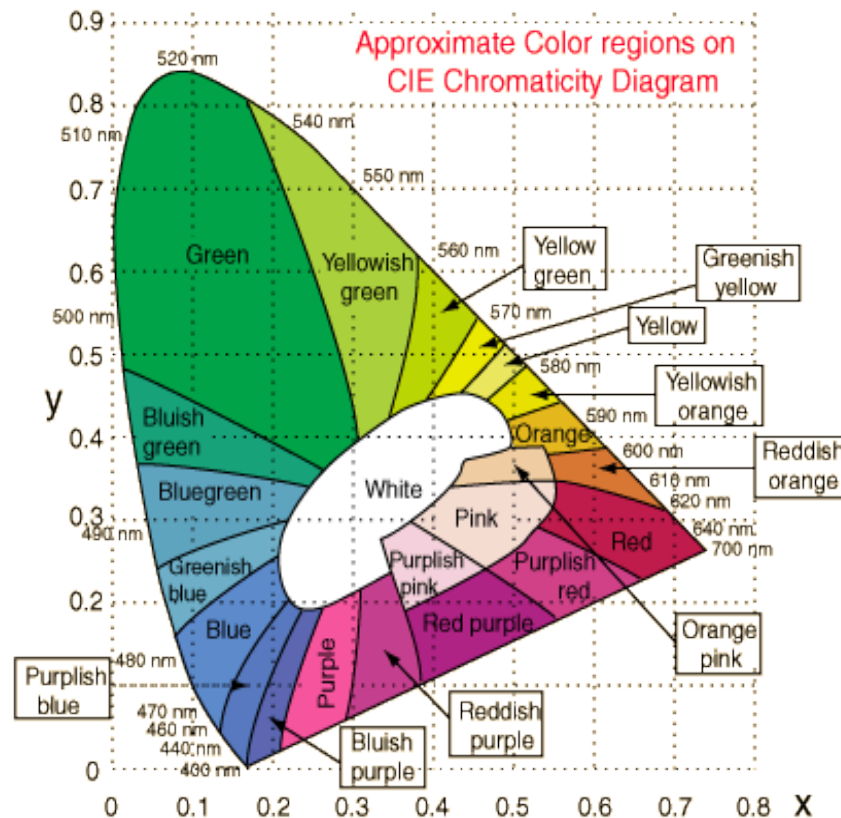 0.9
y
Approximate Color regions on
CIE Chromaticity Diagram
520 nm
0.8
510 nm
540 nm
0.7
550 nm
Green
Yellowish
green
560 nm
Yellow
green
Greenish
yellow
0.6
500 nm
570 nm
Yellow
0.5
580 nm
Yellowish
orange
y
Bluish
green
590 nm
0.4
Orange
600 nm
Reddish
orange
Bluegreen
White
610 nm
620 nm
0.3
Pink
490 nm
640 nm
Red
700 nm
Greenish
blue
Purplish
pink
Purplish
red
0.2
Blue
Red purple
Orange
pink
480 nm
Purplish
blue
Purple
0.1
470 nm
460 nm
440 nm
400 nm
Reddish
purple
Bluish
purple
0
0 0.1 0.2 0.3 0.4 0.5 0.6 0.7 0.8 x